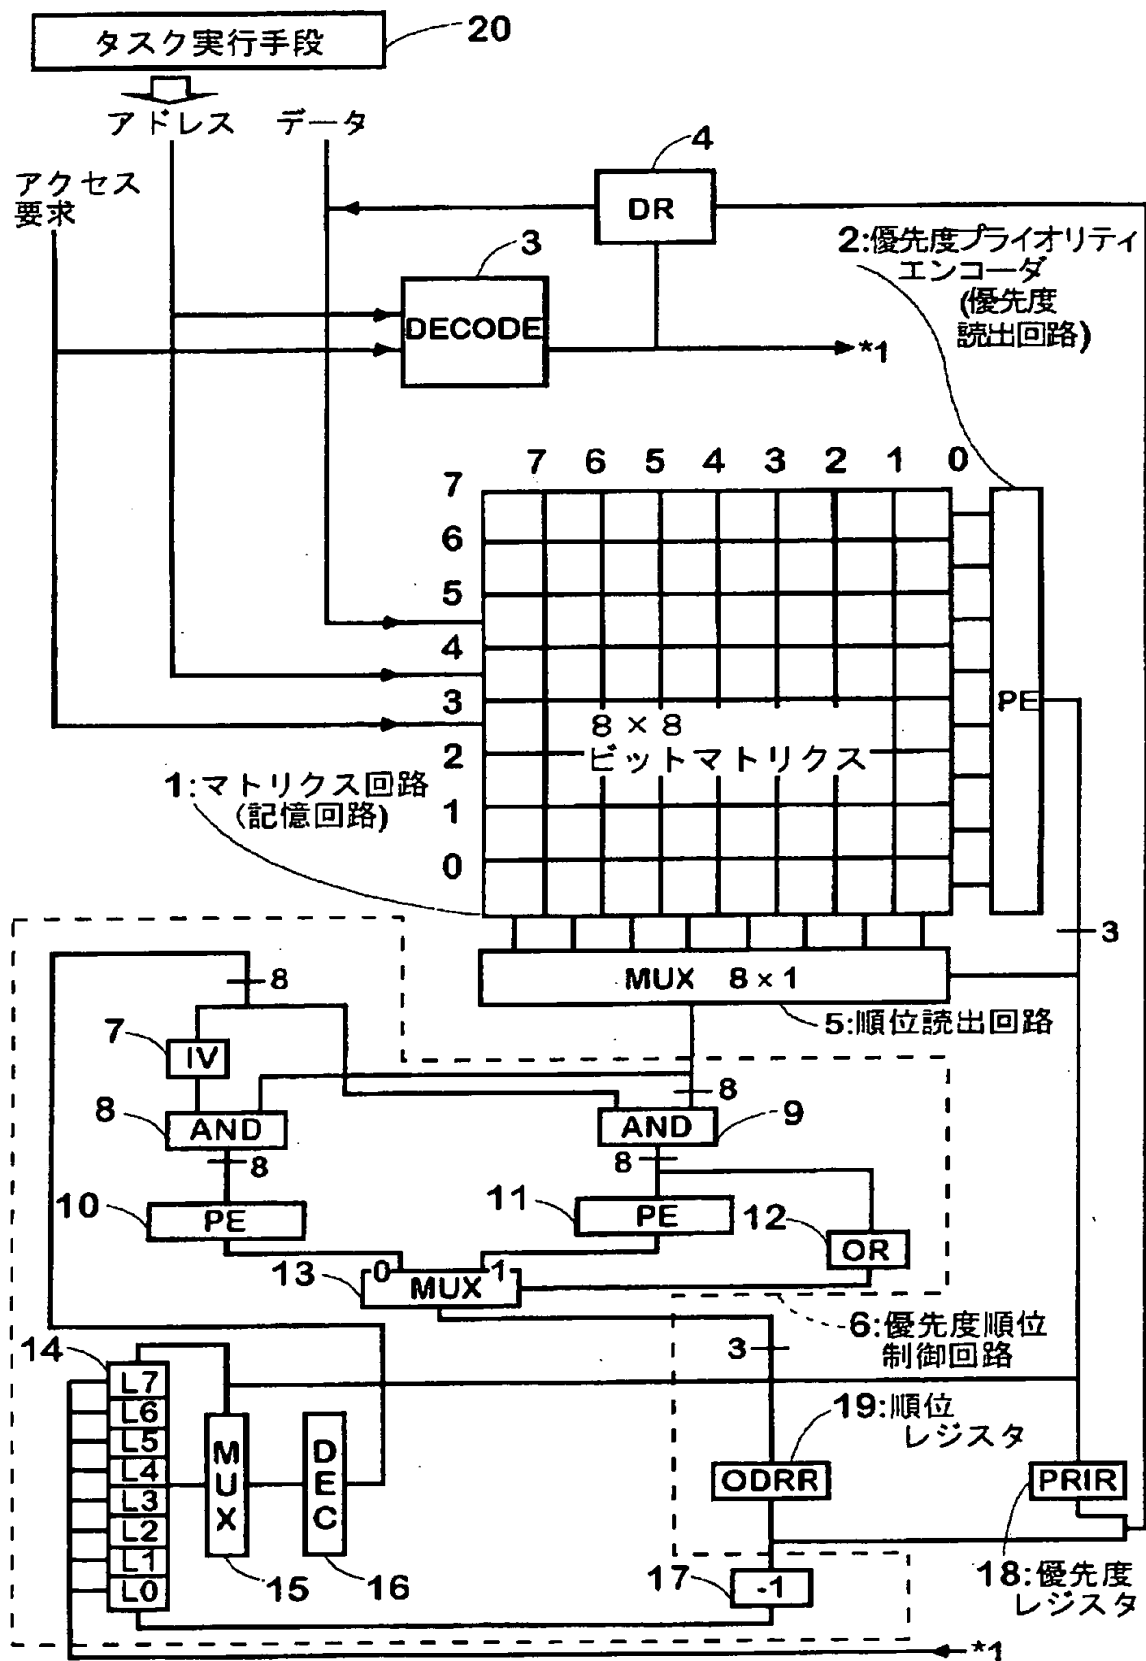 タスク実行手段
20
アドレス
データ
アクセス
要求
4
DR
3
DECODE
2:優先度プライオリティ
エンコーダ
(優先度
読出回路)
*1
7 6 5 4 3 2 1 0
7
6
5
4
3
2
1
0
8×8
ビットマトリクス
PE
1:マトリクス回路
(記憶回路)
3
MUX 8×1
5:順位読出回路
8
7
IV
8
AND
8
8
AND
9
8
10
PE
11
PE
12
OR
13
0
1
MUX
6:優先度順位
制御回路
3
14
L7
L6
L5
L4
L3
L2
L1
L0
MUX
15
DEC
16
19:順位
レジスタ
ODRR
PRIR
17
-1
18:優先度
レジスタ
*1